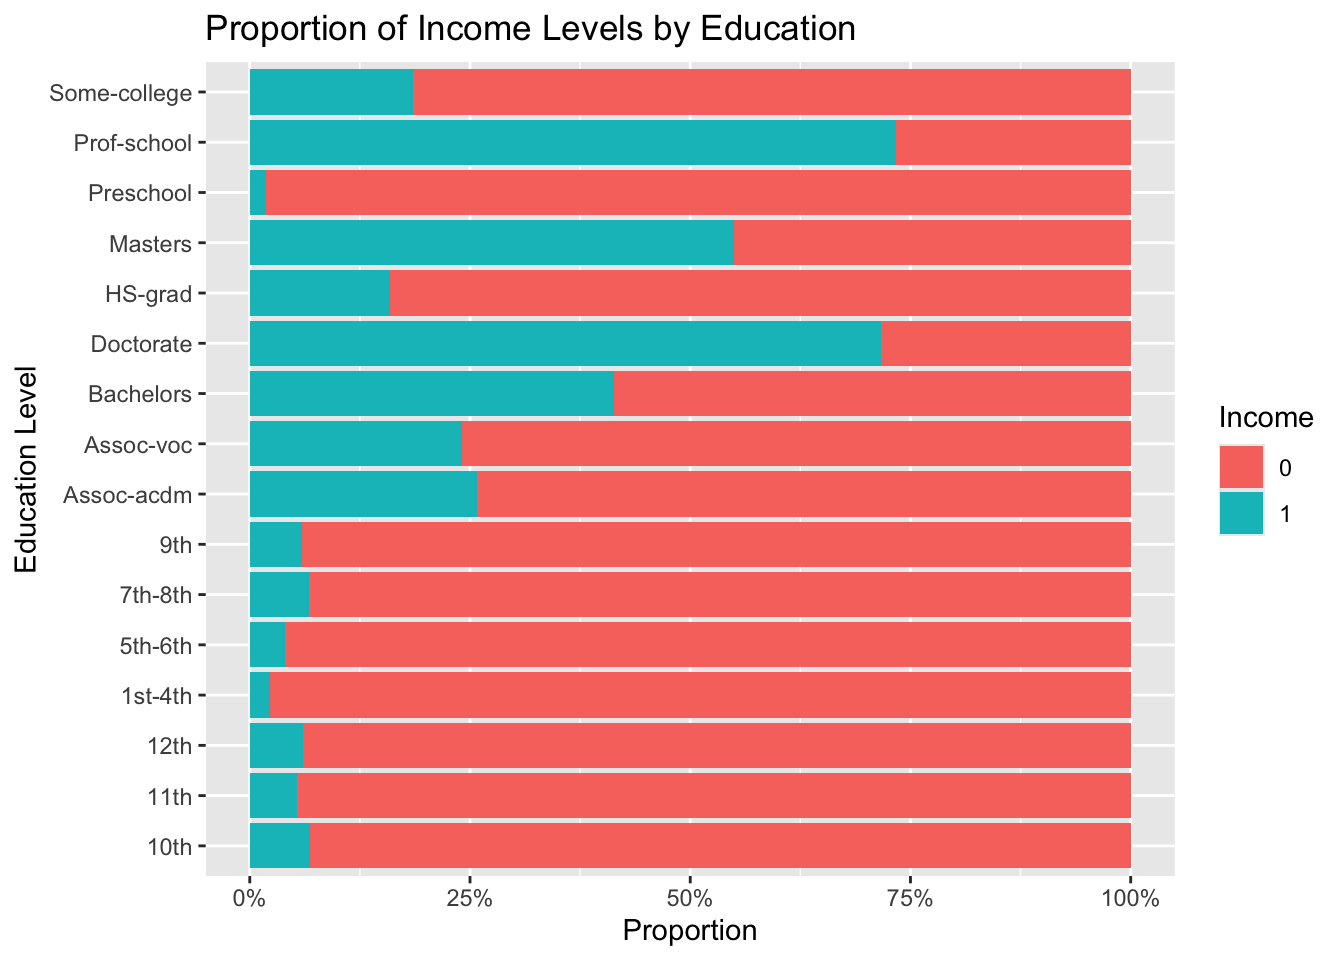 Proportion of Income Levels by Education
Some-college
Prof-school
Preschool
Masters
HS-grad
Doctorate
Bachelors
Assoc-voc
Assoc-acdm
9th
7th-8th
5th-6th
1st-4th
12th
11th
10th
Education Level
0%
25%
50%
75%
100%
Proportion
Income
0
1